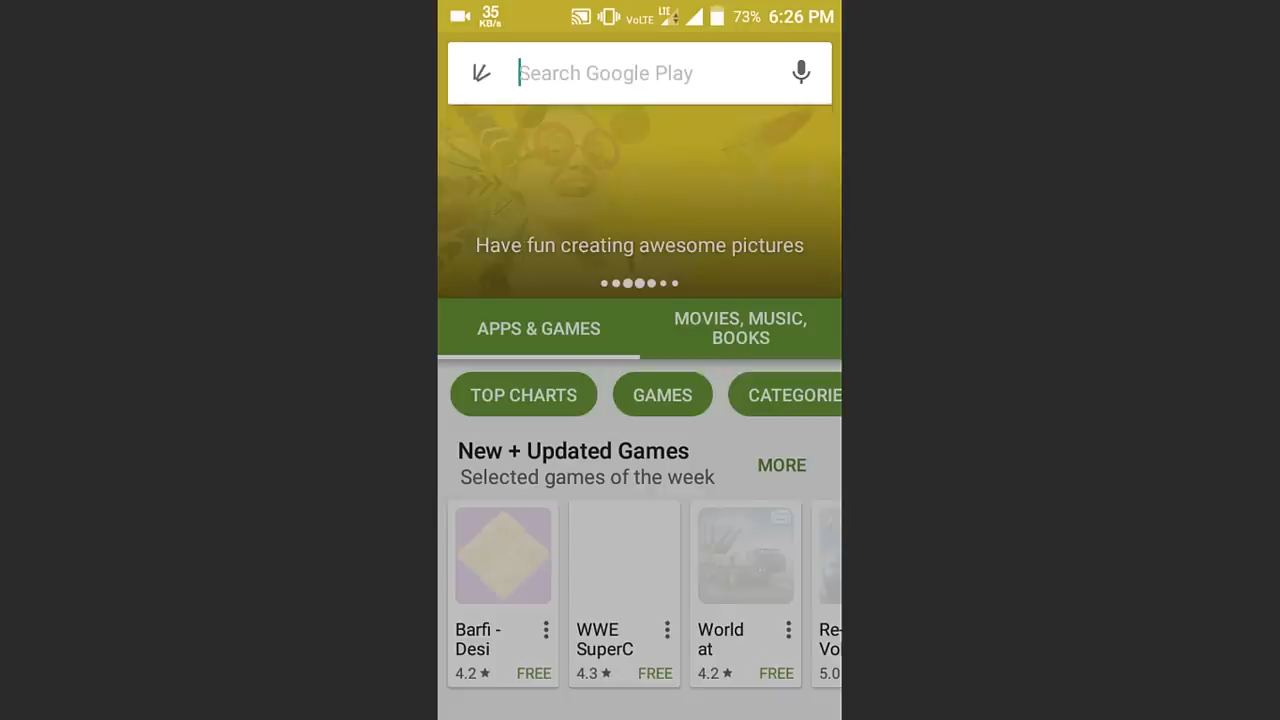 35
KB/s
VoLTE
LTE
73%
6:26 PM
Search Google Play
Have fun creating awesome pictures
APPS & GAMES
MOVIES, MUSIC,
BOOKS
TOP CHARTS
GAMES
CATEGORIE
New + Updated Games
Selected games of the week
MORE
Barfi -
Desi
4.2 ★ FREE
WWE
SuperC
4.3 ★ FREE
World
at
4.2 ★ FREE
Re-
Vol
5.0